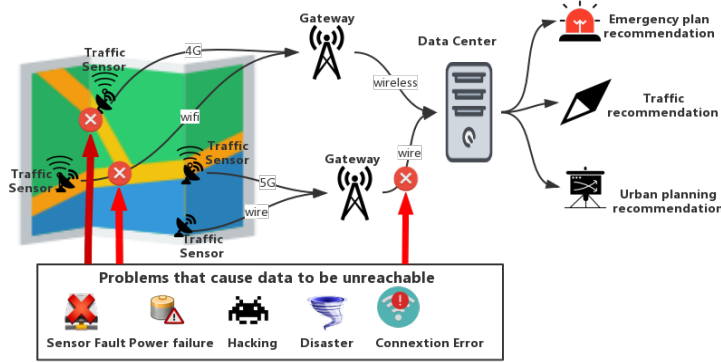 Gateway
Emergency plan
recommendation
Traffic
Sensor
4G
Data Center
wireless
wifi
Traffic
recommendation
Traffic
Sensor
Traffic
Sensor
Gateway
wire
5G
wire
Traffic
Sensor
Urban planning
recommendation
Problems that cause data to be unreachable
Sensor Fault
Power failure
Hacking
Disaster
Connextion Error